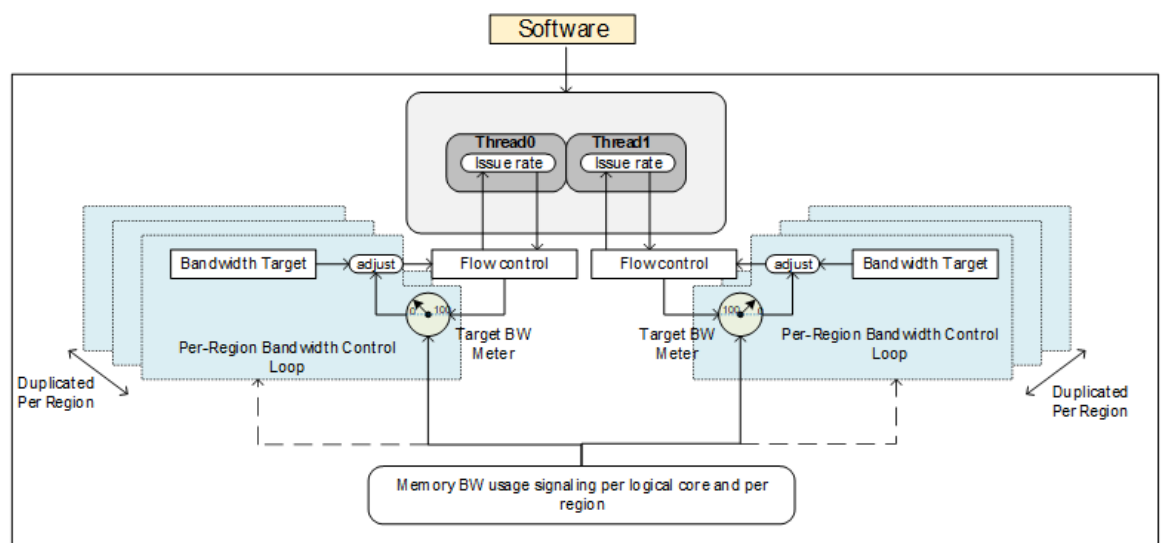 Software
Thread0
Thread1
Issue rate
Issue rate
Bandwidth Target
adjust
Flow control
Flow control
adjust
Bandwidth Target
0
100
100
0
Target BW
Meter
Target BW
Meter
Per-Region Bandwidth Control
Loop
Per-Region Bandwidth Control
Loop
Duplicated
Per Region
Duplicated
Per Region
Memory BW usage signaling per logical core and per
region